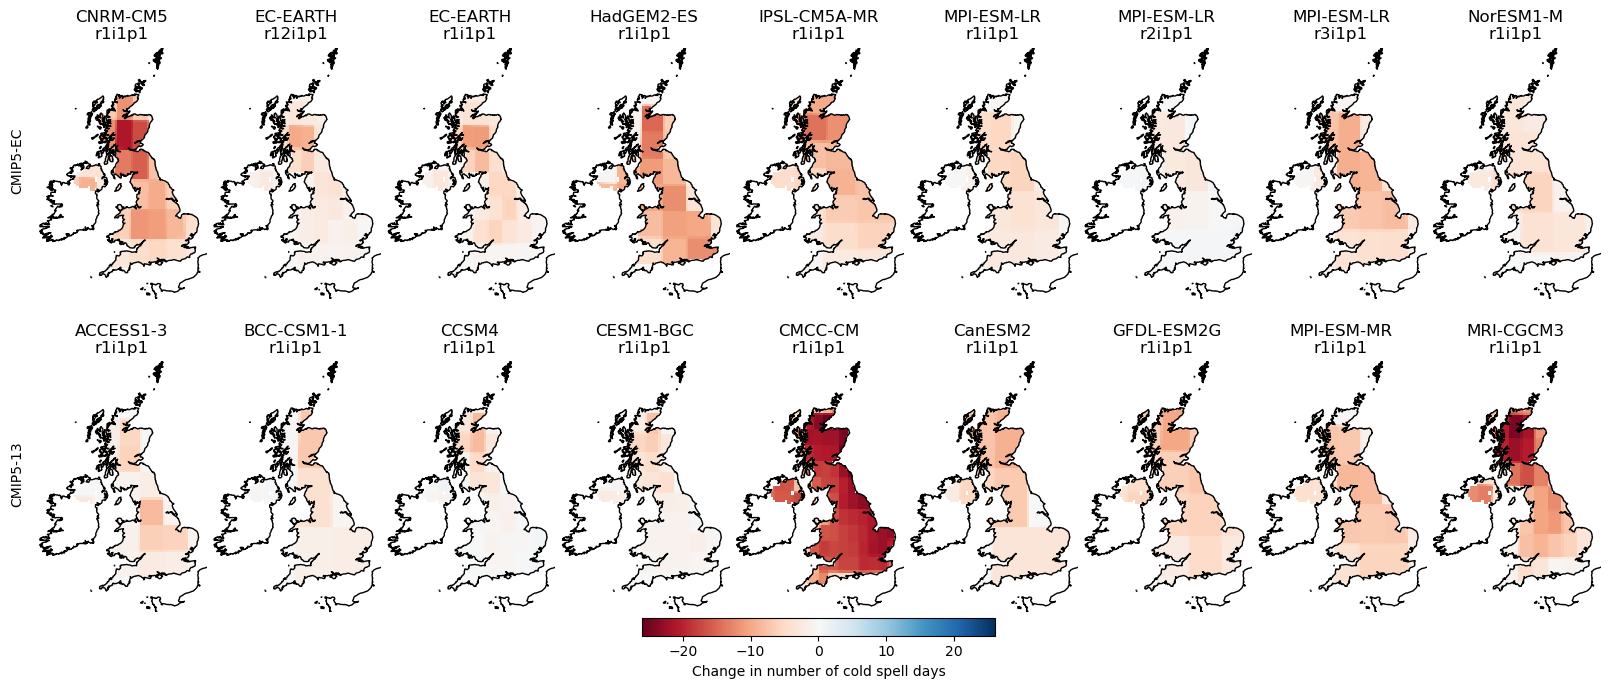 CNRM-CM5
r1i1p1
EC-EARTH
r12i1p1
EC-EARTH
r1i1p1
HadGEM2-ES
r1i1p1
IPSL-CM5A-MR
r1i1p1
MPI-ESM-LR
r1i1p1
MPI-ESM-LR
r2i1p1
MPI-ESM-LR
r3i1p1
NorESM1-M
r1i1p1
CMIP5-EC
ACCESS1-3
r1i1p1
BCC-CSM1-1
r1i1p1
CCSM4
r1i1p1
CESM1-BGC
r1i1p1
CMCC-CM
r1i1p1
CanESM2
r1i1p1
GFDL-ESM2G
r1i1p1
MPI-ESM-MR
r1i1p1
MRI-CGCM3
r1i1p1
CMIP5-13
−20 −10 0 10 20
Change in number of cold spell days